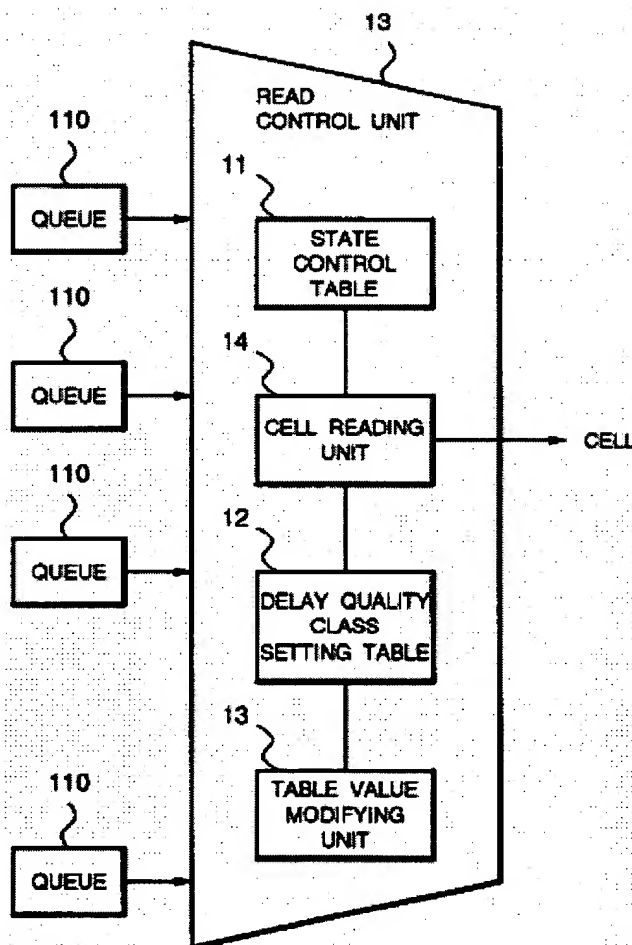 13
READ
CONTROL UNIT
110
QUEUE
11
STATE
CONTROL
TABLE
110
QUEUE
14
CELL READING
UNIT
CELL
110
QUEUE
12
DELAY QUALITY
CLASS
SETTING TABLE
13
TABLE VALUE
MODIFYING
UNIT
110
QUEUE